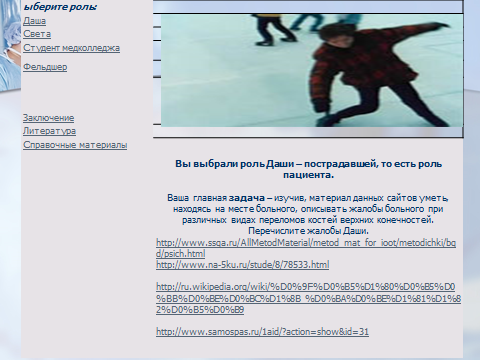 ыберите роль:
Даша
Света
Студент медколледжа
Фельдшер
Заключение
Литература
Справочные материалы
Вы выбрали роль Даши – пострадавшей, то есть роль
пациента.
Ваша главная задача – изучив, материал данных сайтов уметь,
находясь на месте больного, описывать жалобы больного при
различных видах переломов костей верхних конечностей.
Перечислите жалобы Даши.
http://www.ssga.ru/AllMetodMaterial/metod_mat_for_ioot/metodichki/bg
d/psich.html
http://www.na-5ku.ru/stude/8/78533.html
http://ru.wikipedia.org/wiki/%D0%9F%D0%B5%D1%80%D0%B5%D0
%BB%D0%BE%D0%BC%D1%8B_%D0%BA%D0%BE%D1%81%D1%8
2%D0%B5%D0%B9
http://www.samospas.ru/1aid/?action=show&id=31